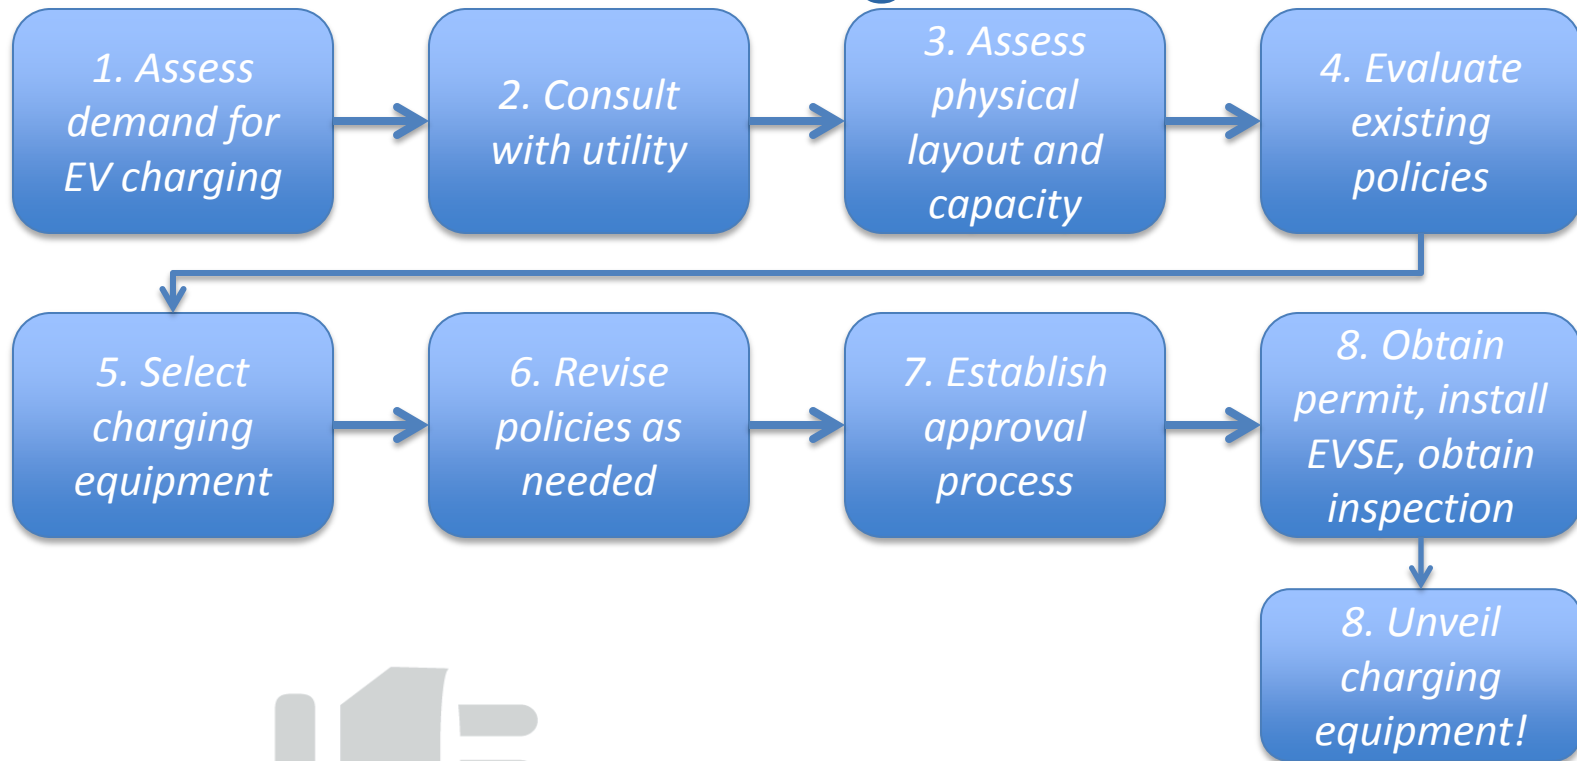 1. Assess
demand for
EV charging
2. Consult
with utility
3. Assess
physical
layout and
capacity
4. Evaluate
existing
policies
5. Select
charging
equipment
6. Revise
policies as
needed
7. Establish
approval
process
8. Obtain
permit, install
EVSE, obtain
inspection
8. Unveil
charging
equipment!